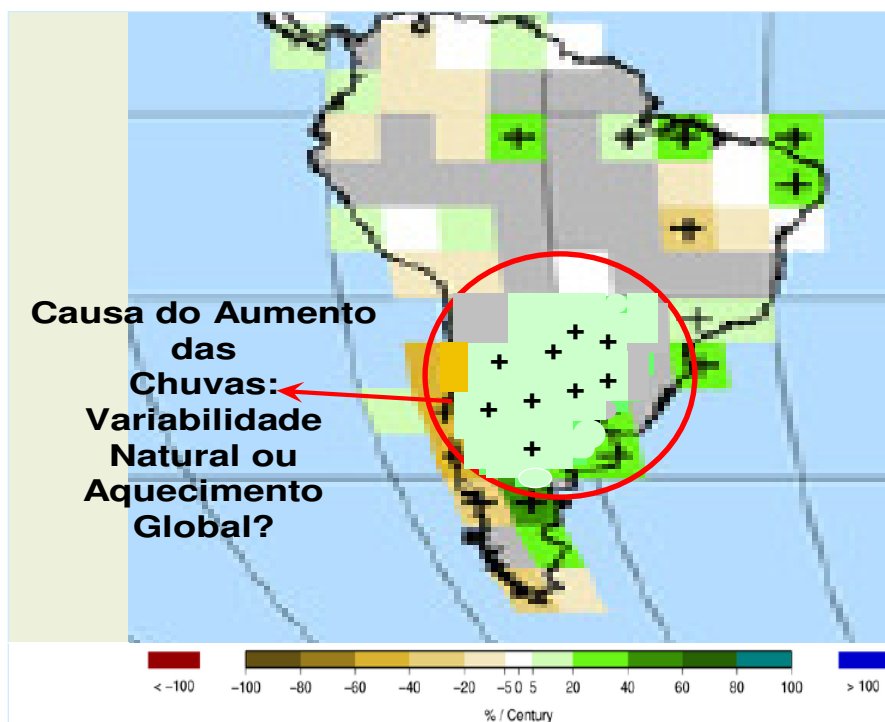 Causa do Aumento
das
Chuvas:
Variabilidade
Natural ou
Aquecimento
Global?
< −100
−100 −80 −60 −40 −20 −5 0 5 20 40 60 80 100
> 100
% / Century